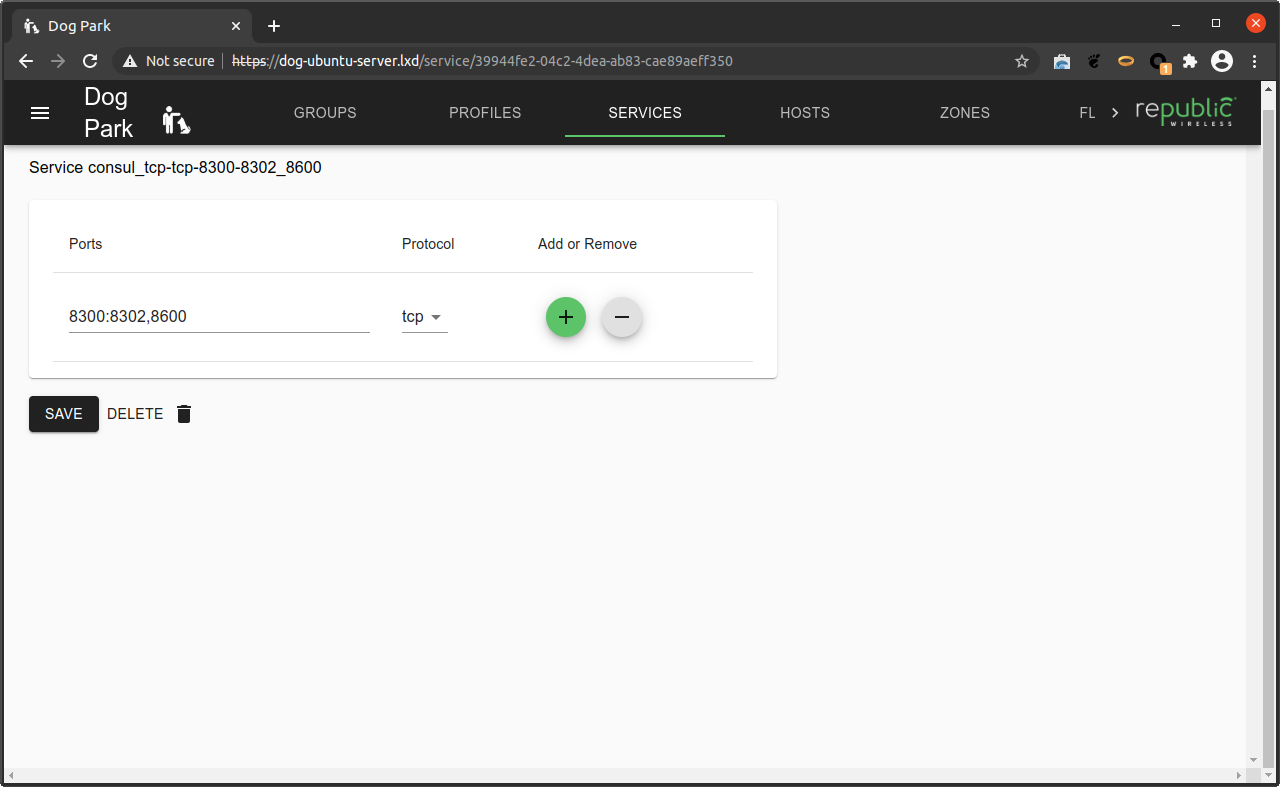 Dog Park
Not secure https://dog-ubuntu-server.lxd/service/39944fe2-04c2-4dea-ab83-cae89aeff350
1
Dog
Park
GROUPS PROFILES SERVICES HOSTS ZONES FL
republic
WIRELESS
Service consul_tcp-tcp-8300-8302_8600
Ports Protocol Add or Remove
8300:8302,8600 tcp
SAVE DELETE